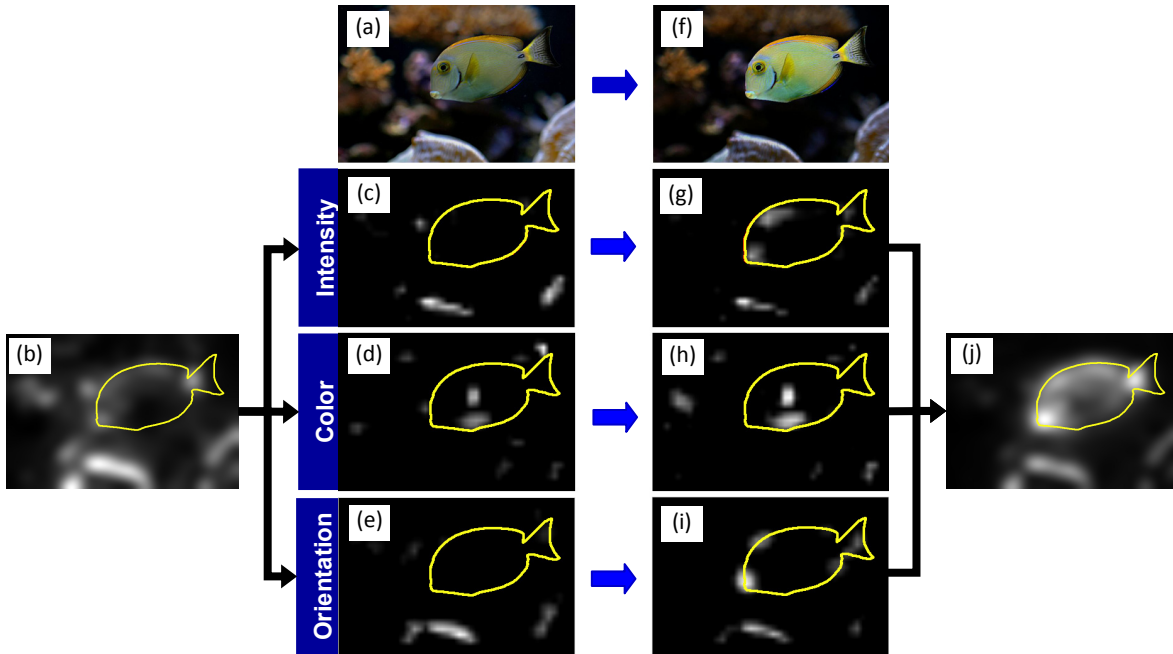 (a)
(f)
Intensity
(c)
(g)
(b)
Color
(d)
(h)
(j)
Orientation
(e)
(i)